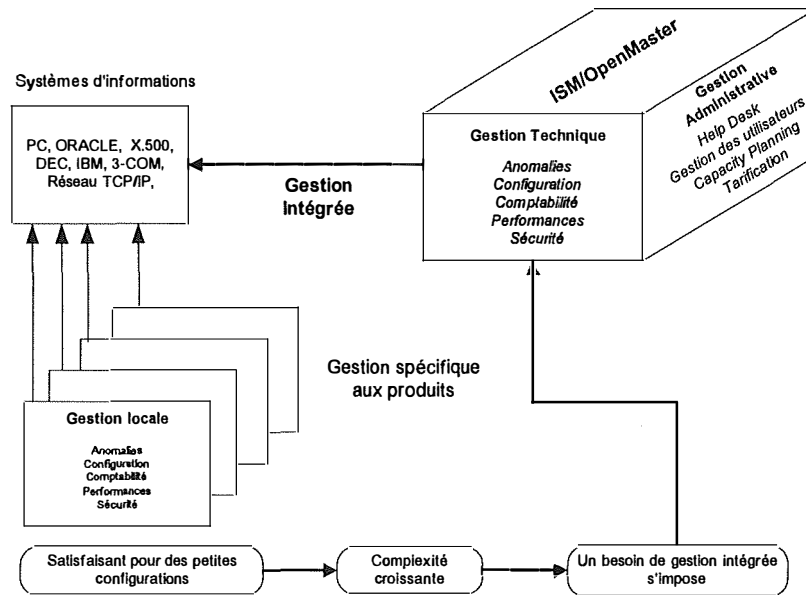 Systèmes d'informations
PC, ORACLE, X.500,
DEC, IBM, 3-COM,
Réseau TCP/IP,
Gestion
Intégrée
ISM/OpenMaster
Gestion Technique
Anomalies
Configuration
Comptabilité
Performances
Sécurité
Gestion
Administrative
Help Desk
Gestion des utilisateurs
Capacity Planning
Tarification
Gestion spécifique
aux produits
Gestion locale
Anomalies
Configuration
Comptabilité
Performances
Sécurité
Satisfaisant pour des petites
configurations
Complexité
croissante
Un besoin de gestion intégrée
s'impose